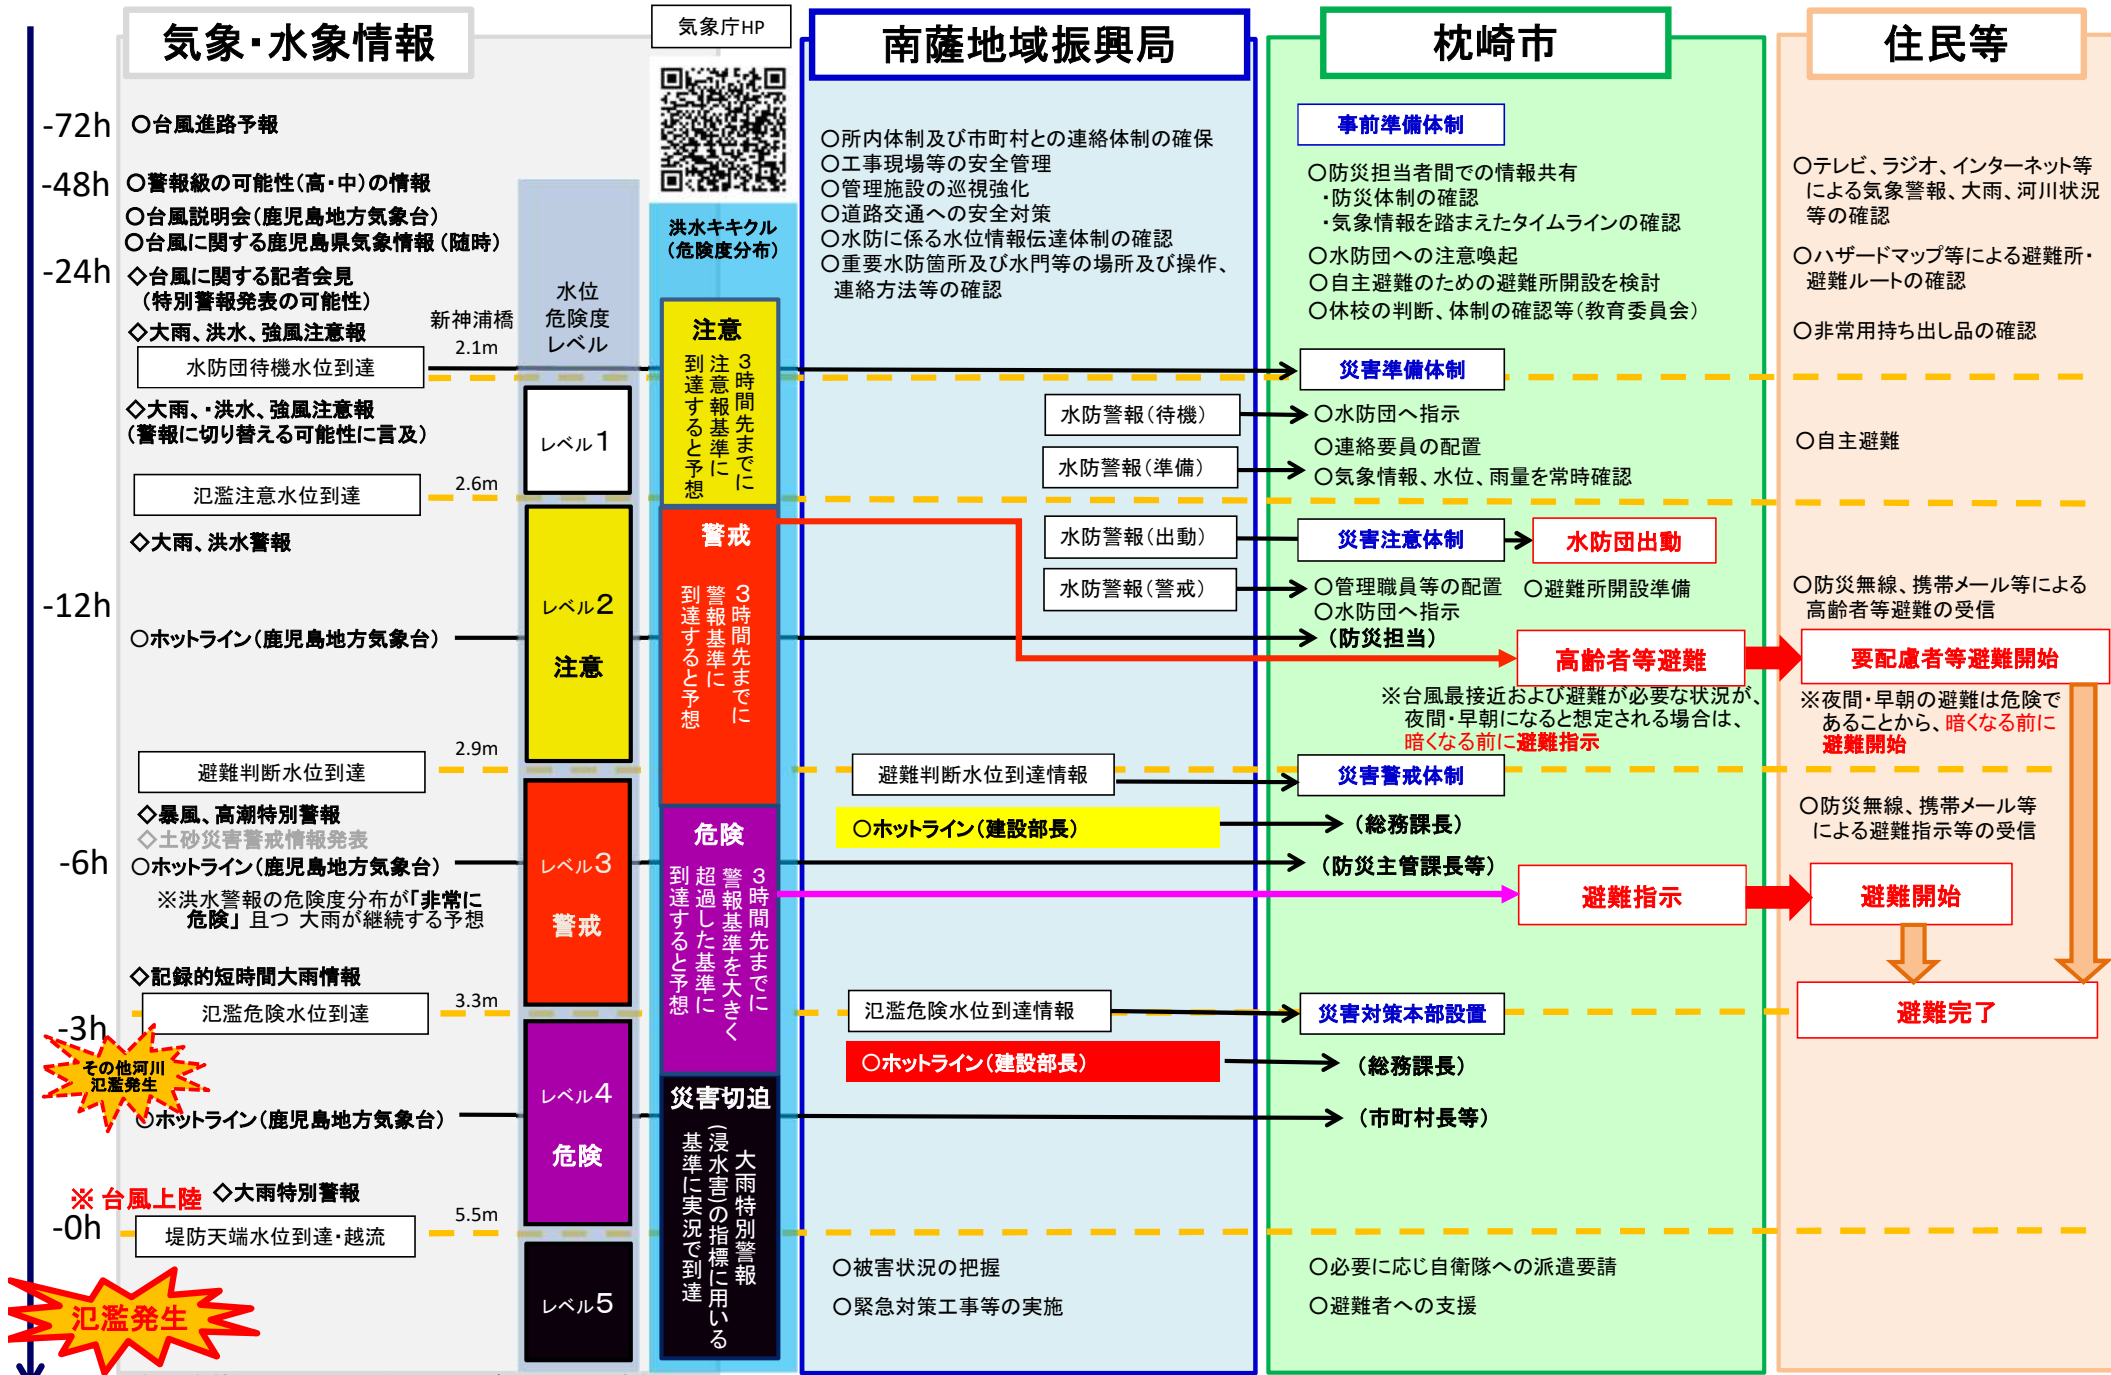 気象・水象情報
気象庁HP
南薩地域振興局
枕崎市
住民等
-72h
-48h
-24h
-12h
-6h
-3h
-0h
○台風進路予報
○警報級の可能性(高・中)の情報
○台風説明会(鹿児島地方気象台)
○台風に関する鹿児島県気象情報(随時)
◇台風に関する記者会見
(特別警報発表の可能性)
◇大雨、洪水、強風注意報
水防団待機水位到達
◇大雨、・洪水、強風注意報
(警報に切り替える可能性に言及)
氾濫注意水位到達
◇大雨、洪水警報
○ホットライン(鹿児島地方気象台)
避難判断水位到達
◇暴風、高潮特別警報
◇土砂災害警戒情報発表
○ホットライン(鹿児島地方気象台)
※洪水警報の危険度分布が「非常に
危険」 且つ 大雨が継続する予想
◇記録的短時間大雨情報
氾濫危険水位到達
その他河川
氾濫発生
○ホットライン(鹿児島地方気象台)
※ 台風上陸
◇大雨特別警報
堤防天端水位到達・越流
氾濫発生
新神浦橋
2.1m
2.6m
2.9m
3.3m
5.5m
水位
危険度
レベル
レベル1
レベル2
注意
レベル3
警戒
レベル4
危険
レベル5
洪水キキクル
(危険度分布)
注意
3時間先までに
注意報基準に
到達すると予想
警戒
3時間先までに
警報基準に
到達すると予想
危険
3時間先までに
警報基準を大きく
超過した基準に
到達すると予想
災害切迫
大雨特別警報
(浸水害)の指標に用いる
基準に実況で到達
○所内体制及び市町村との連絡体制の確保
○工事現場等の安全管理
○管理施設の巡視強化
○道路交通への安全対策
○水防に係る水位情報伝達体制の確認
○重要水防箇所及び水門等の場所及び操作、
連絡方法等の確認
水防警報(待機)
水防警報(準備)
水防警報(出動)
水防警報(警戒)
避難判断水位到達情報
○ホットライン(建設部長)
氾濫危険水位到達情報
○ホットライン(建設部長)
○被害状況の把握
○緊急対策工事等の実施
事前準備体制
○防災担当者間での情報共有
・防災体制の確認
・気象情報を踏まえたタイムラインの確認
○水防団への注意喚起
○自主避難のための避難所開設を検討
○休校の判断、体制の確認等(教育委員会)
災害準備体制
○水防団へ指示
○連絡要員の配置
○気象情報、水位、雨量を常時確認
災害注意体制
水防団出動
○管理職員等の配置
○避難所開設準備
○水防団へ指示
(防災担当)
高齢者等避難
※台風最接近および避難が必要な状況が、
夜間・早朝になると想定される場合は、
暗くなる前に避難指示
災害警戒体制
(総務課長)
(防災主管課長等)
避難指示
災害対策本部設置
(総務課長)
(市町村長等)
○必要に応じ自衛隊への派遣要請
○避難者への支援
○テレビ、ラジオ、インターネット等
による気象警報、大雨、河川状況
等の確認
○ハザードマップ等による避難所・
避難ルートの確認
○非常用持ち出し品の確認
○自主避難
○防災無線、携帯メール等による
高齢者等避難の受信
要配慮者等避難開始
※夜間・早朝の避難は危険で
あることから、暗くなる前に
避難開始
○防災無線、携帯メール等
による避難指示等の受信
避難開始
避難完了